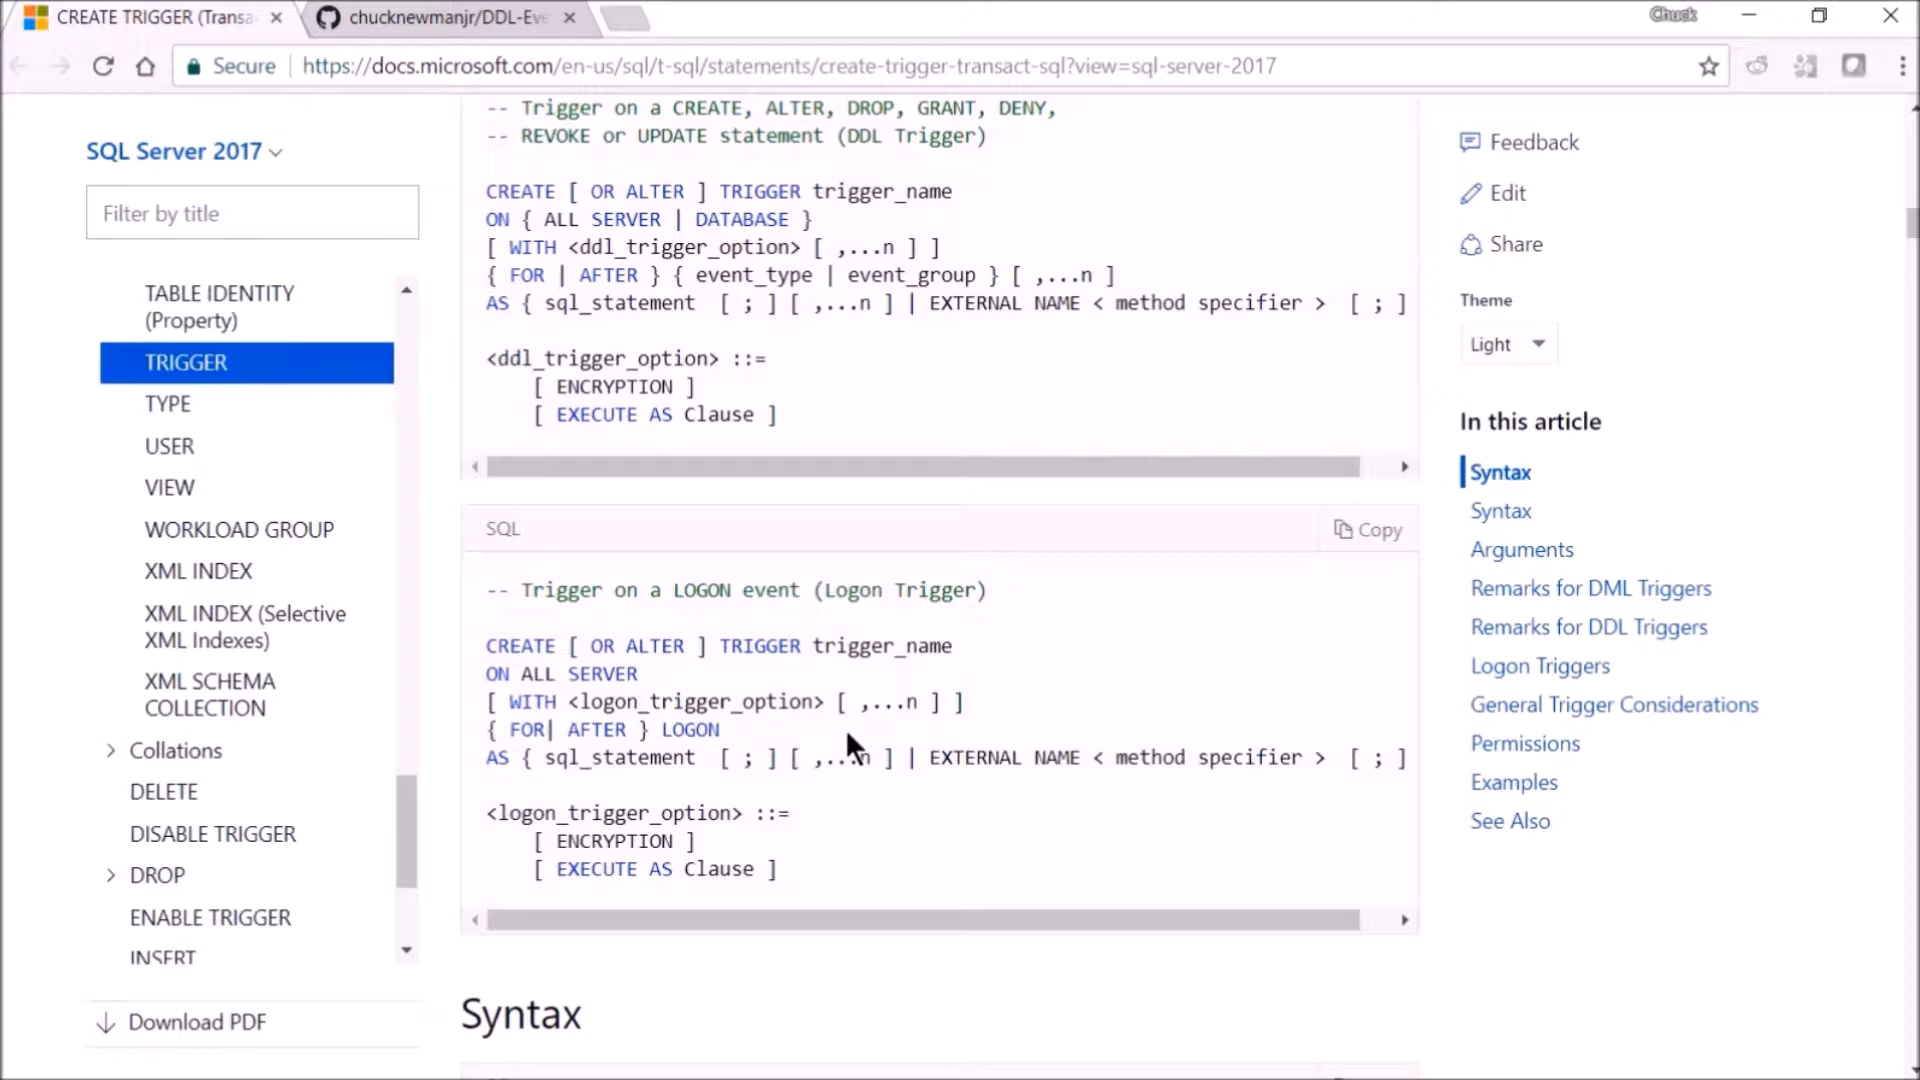 CREATE TRIGGER (Transa
chucknewmanjr/DDL-Eve
Chuck
Secure
https://docs.microsoft.com/en-us/sql/t-sql/statements/create-trigger-transact-sql?view=sql-server-2017
SQL Server 2017
Filter by title
TABLE IDENTITY
(Property)
TRIGGER
TYPE
USER
VIEW
WORKLOAD GROUP
XML INDEX
XML INDEX (Selective
XML Indexes)
XML SCHEMA
COLLECTION
Collations
DELETE
DISABLE TRIGGER
DROP
ENABLE TRIGGER
INSERT
Download PDF
-- Trigger on a CREATE, ALTER, DROP, GRANT, DENY,
-- REVOKE or UPDATE statement (DDL Trigger)
CREATE [ OR ALTER ] TRIGGER trigger_name
ON { ALL SERVER | DATABASE }
[ WITH <ddl_trigger_option> [ ,...n ] ]
{ FOR | AFTER } { event_type | event_group } [ ,...n ]
AS { sql_statement  [ ; ] [ ,...n ] | EXTERNAL NAME < method specifier >  [ ; ]
<ddl_trigger_option> ::=
[ ENCRYPTION ]
[ EXECUTE AS Clause ]
SQL
Copy
-- Trigger on a LOGON event (Logon Trigger)
CREATE [ OR ALTER ] TRIGGER trigger_name
ON ALL SERVER
[ WITH <logon_trigger_option> [ ,...n ] ]
{ FOR| AFTER } LOGON
AS { sql_statement  [ ; ] [ ,...n ] | EXTERNAL NAME < method specifier >  [ ; ]
<logon_trigger_option> ::=
[ ENCRYPTION ]
[ EXECUTE AS Clause ]
Syntax
Feedback
Edit
Share
Theme
Light
In this article
Syntax
Syntax
Arguments
Remarks for DML Triggers
Remarks for DDL Triggers
Logon Triggers
General Trigger Considerations
Permissions
Examples
See Also